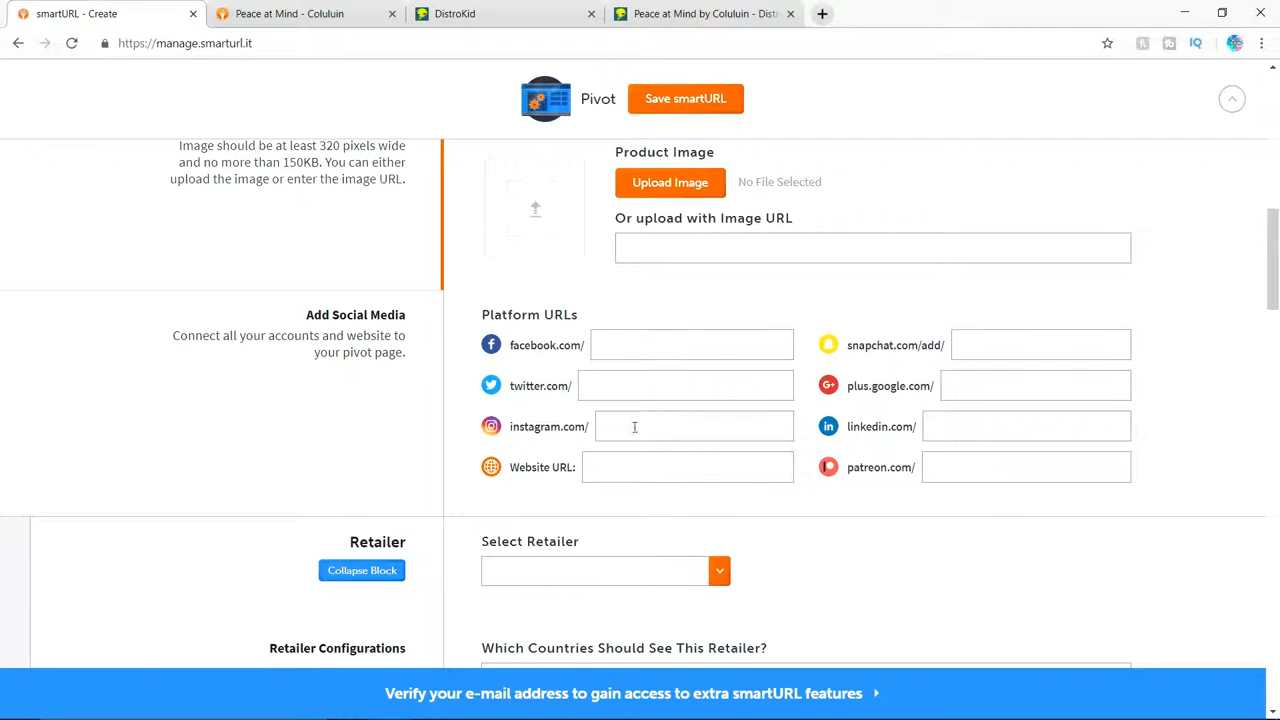 smartURL - Create
Peace at Mind - Coluluin
DistroKid
Peace at Mind by Coluluin - Distr
https://manage.smarturl.it
Pivot
Save smartURL
Image should be at least 320 pixels wide
and no more than 150KB. You can either
upload the image or enter the image URL.
Product Image
Upload Image
No File Selected
Or upload with Image URL
Add Social Media
Connect all your accounts and website to
your pivot page.
Platform URLs
facebook.com/
snapchat.com/add/
twitter.com/
plus.google.com/
instagram.com/
linkedin.com/
Website URL:
patreon.com/
Retailer
Collapse Block
Select Retailer
Retailer Configurations
Which Countries Should See This Retailer?
Verify your e-mail address to gain access to extra smartURL features